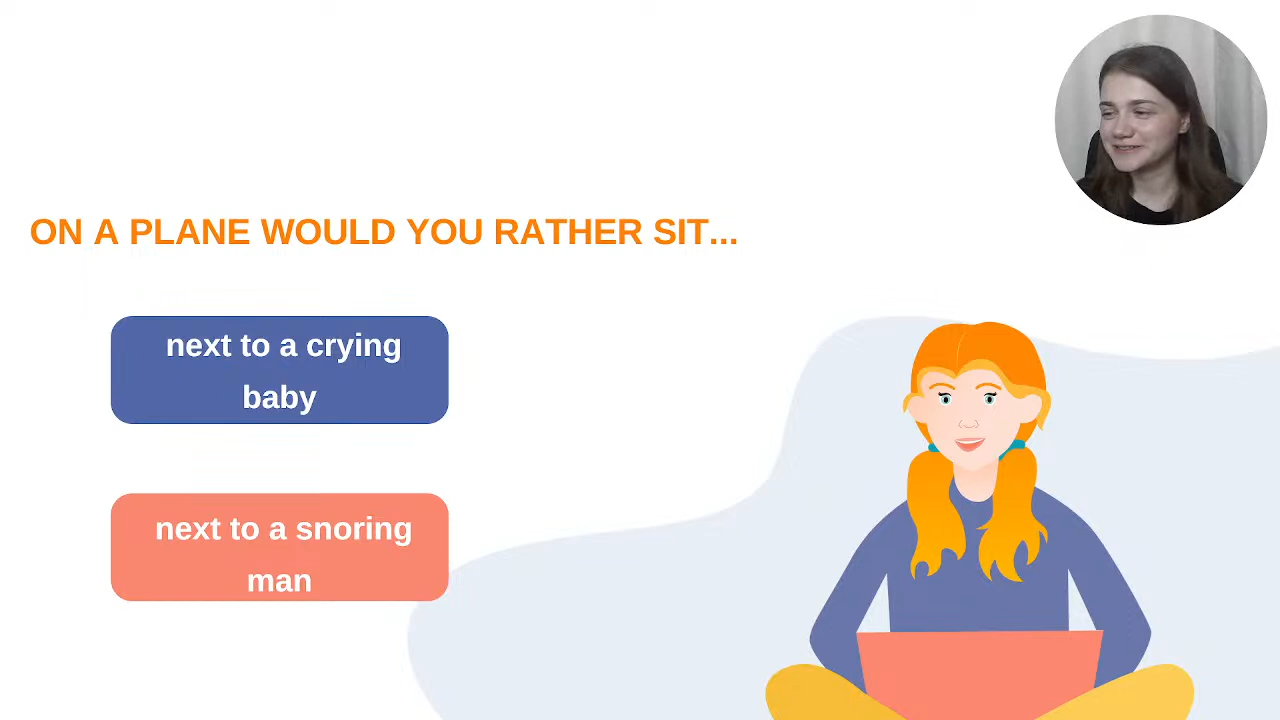 ON A PLANE WOULD YOU RATHER SIT...
next to a crying
baby
next to a snoring
man